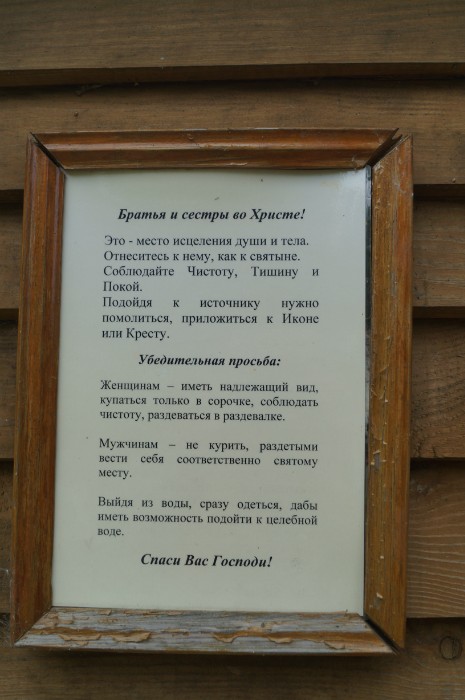 Братья и сестры во Христе!
Это - место исцеления души и тела.
Отнеситесь к нему, как к святыне.
Соблюдайте Чистоту, Тишину и
Покой.
Подойдя к источнику нужно
помолиться, приложиться к Иконе
или Кресту.
Убедительная просьба:
Женщинам – иметь надлежащий вид,
купаться только в сорочке, соблюдать
чистоту, раздеваться в раздевалке.
Мужчинам – не курить, раздетыми
вести себя соответственно святому
месту.
Выйдя из воды, сразу одеться, дабы
иметь возможность подойти к целебной
воде.
Спаси Вас Господи!